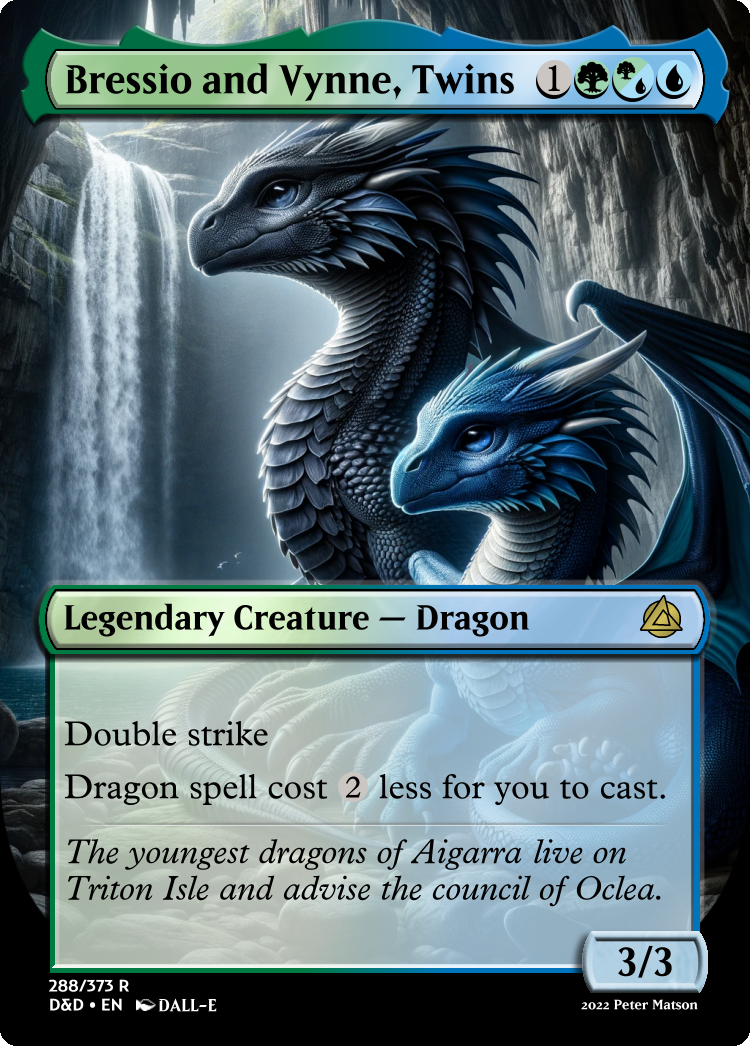 Bressio and Vynne, Twins 1
Legendary Creature — Dragon
Double strike
Dragon spell cost 2 less for you to cast.
The youngest dragons of Aigarra live on
Triton Isle and advise the council of Oclea.
3/3
288/373 R
D&D • EN DALL-E
2022 Peter Matson